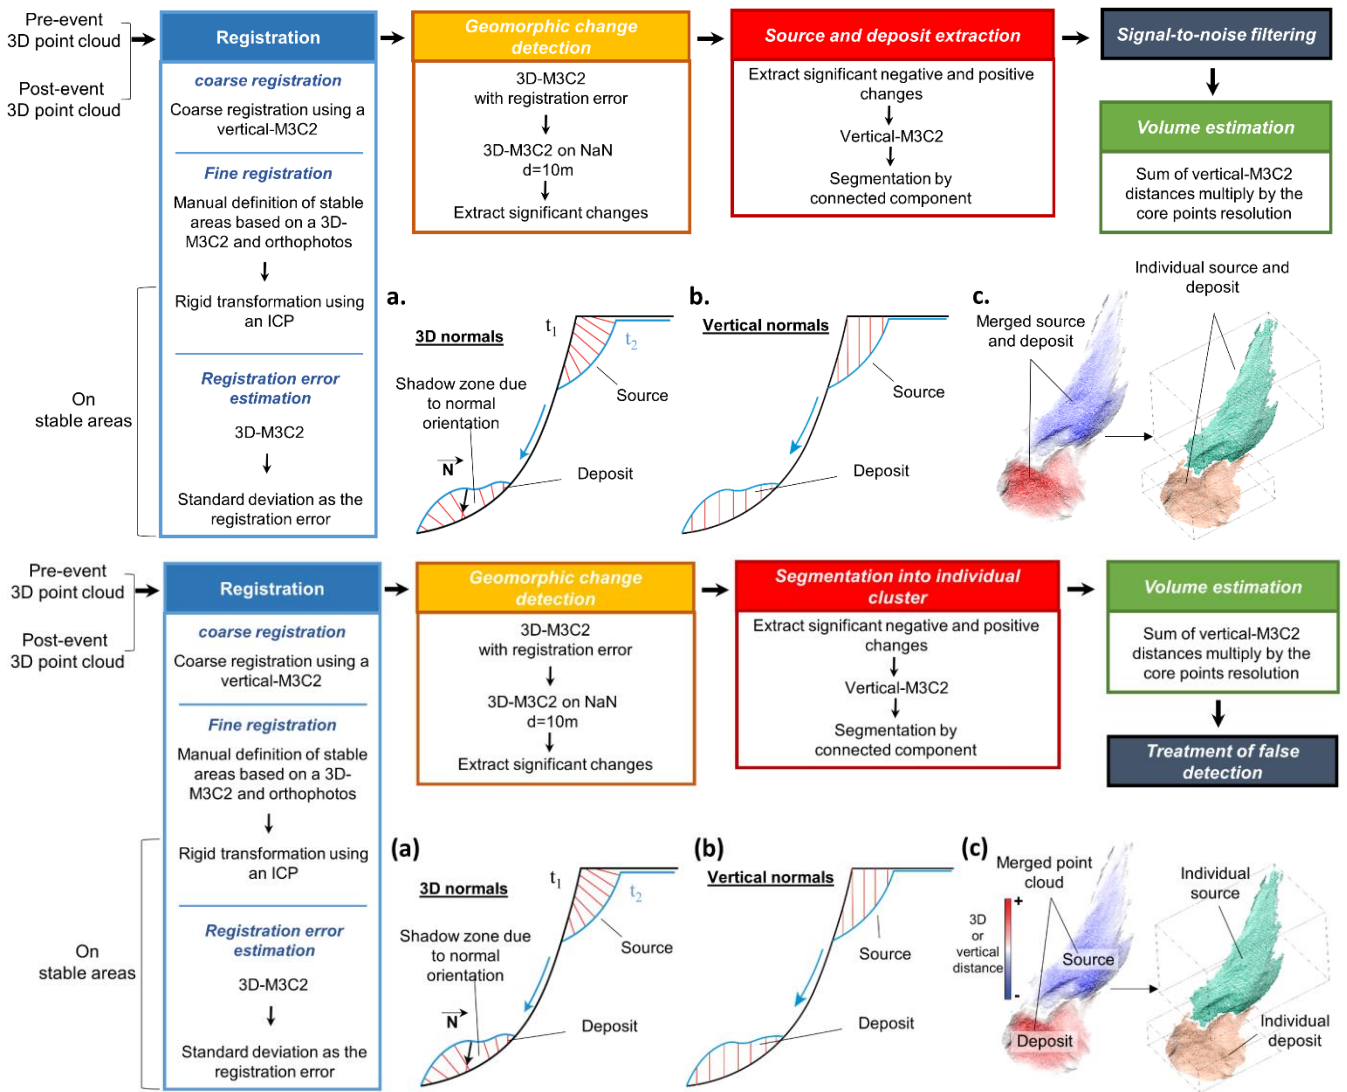 Pre-event
3D point cloud
Post-event
3D point cloud
Registration
coarse registration
Coarse registration using a
vertical-M3C2
Fine registration
Manual definition of stable
areas based on a 3D-
M3C2 and orthophotos
Rigid transformation using
an ICP
Registration error
estimation
3D-M3C2
Standard deviation as the
registration error
On
stable areas
Geomorphic change
detection
3D-M3C2
with registration error
3D-M3C2 on NaN
d=10m
Extract significant changes
Source and deposit extraction
Extract significant negative and positive
changes
Vertical-M3C2
Segmentation by
connected component
Signal-to-noise filtering
Volume estimation
Sum of vertical-M3C2
distances multiply by the
core points resolution
a.
3D normals
t1
t2
Shadow zone due
to normal
orientation
Source
N
Deposit
b.
Vertical normals
Source
Deposit
c.
Individual source and
deposit
Merged source
and deposit
Pre-event
3D point cloud
Post-event
3D point cloud
Registration
coarse registration
Coarse registration using a
vertical-M3C2
Fine registration
Manual definition of stable
areas based on a 3D-
M3C2 and orthophotos
Rigid transformation using
an ICP
Registration error
estimation
3D-M3C2
Standard deviation as the
registration error
On
stable areas
Geomorphic change
detection
3D-M3C2
with registration error
3D-M3C2 on NaN
d=10m
Extract significant changes
Segmentation into individual
cluster
Extract significant negative and positive
changes
Vertical-M3C2
Segmentation by
connected component
Volume estimation
Sum of vertical-M3C2
distances multiply by the
core points resolution
Treatment of false
detection
(a)
3D normals
t1
t2
Shadow zone due
to normal
orientation
Source
N
Deposit
(b)
Vertical normals
Source
Deposit
(c)
Merged point
cloud
+
3D
or
vertical
distance
-
Source
Deposit
Individual
source
Individual
deposit